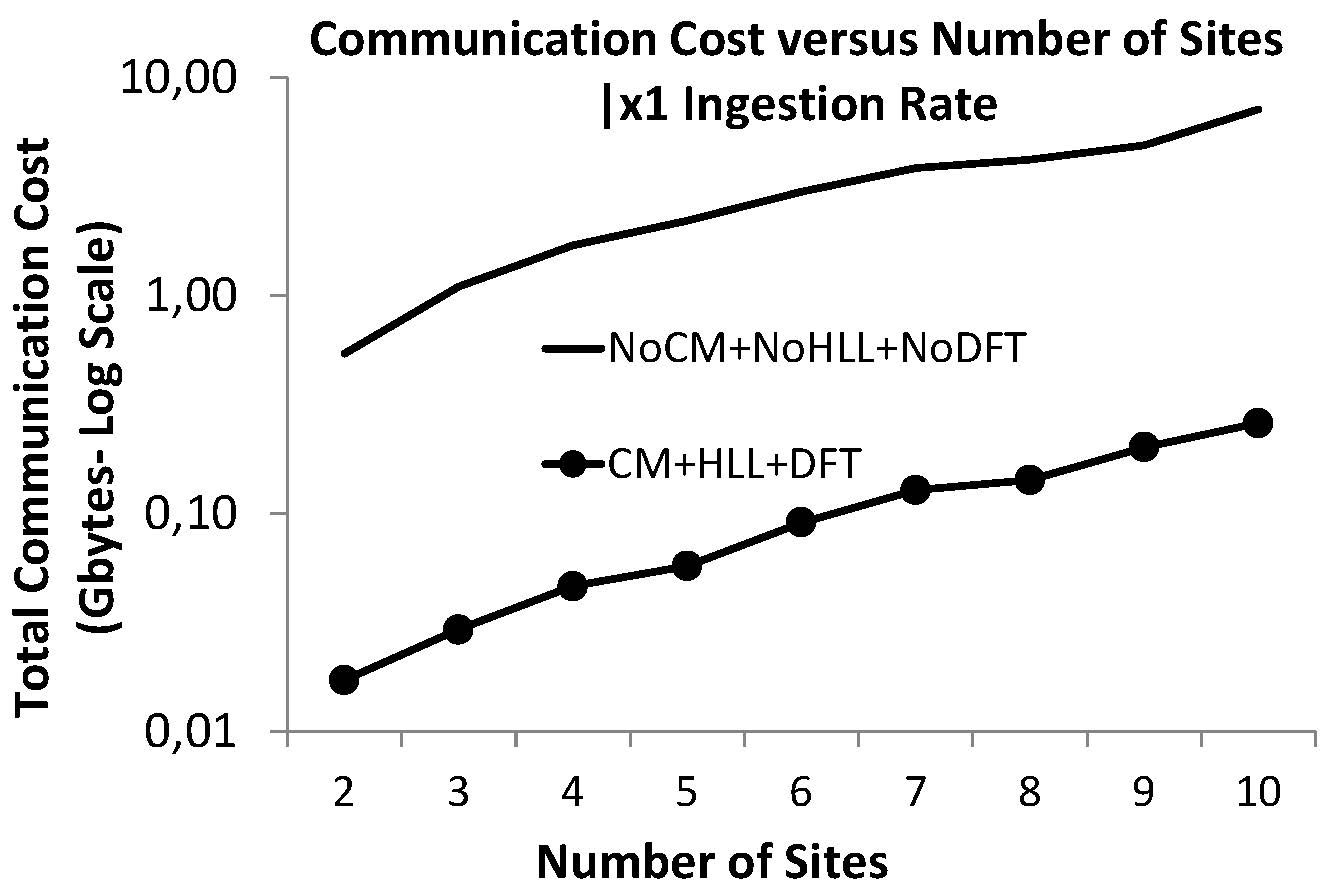 Communication Cost versus Number of Sites
|x1 Ingestion Rate
Total Communication Cost
(Gbytes- Log Scale)
10,00
1,00
0,10
0,01
NoCM+NoHLL+NoDFT
CM+HLL+DFT
2 3 4 5 6 7 8 9 10
Number of Sites